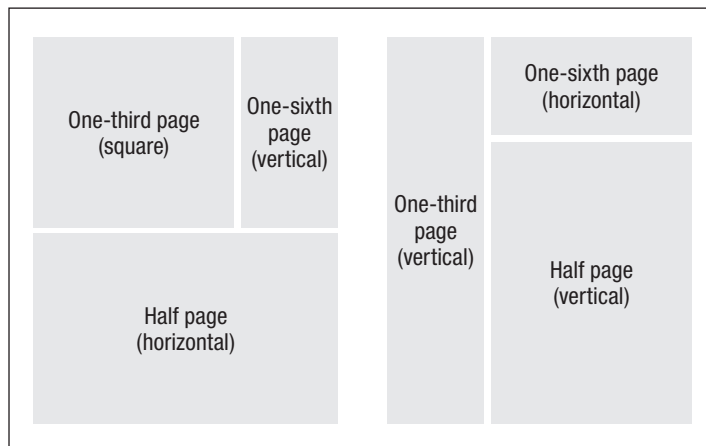 One-third page
(square)
One-sixth
page
(vertical)
Half page
(horizontal)
One-third
page
(vertical)
One-sixth page
(horizontal)
Half page
(vertical)